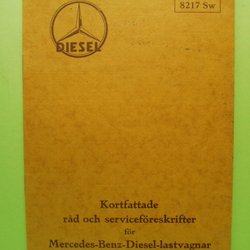 8217 Sw
DIESEL
Kortfattade
råd och serviceföreskrifter
för
Mercedes-Benz-Diesel-lastvagnar